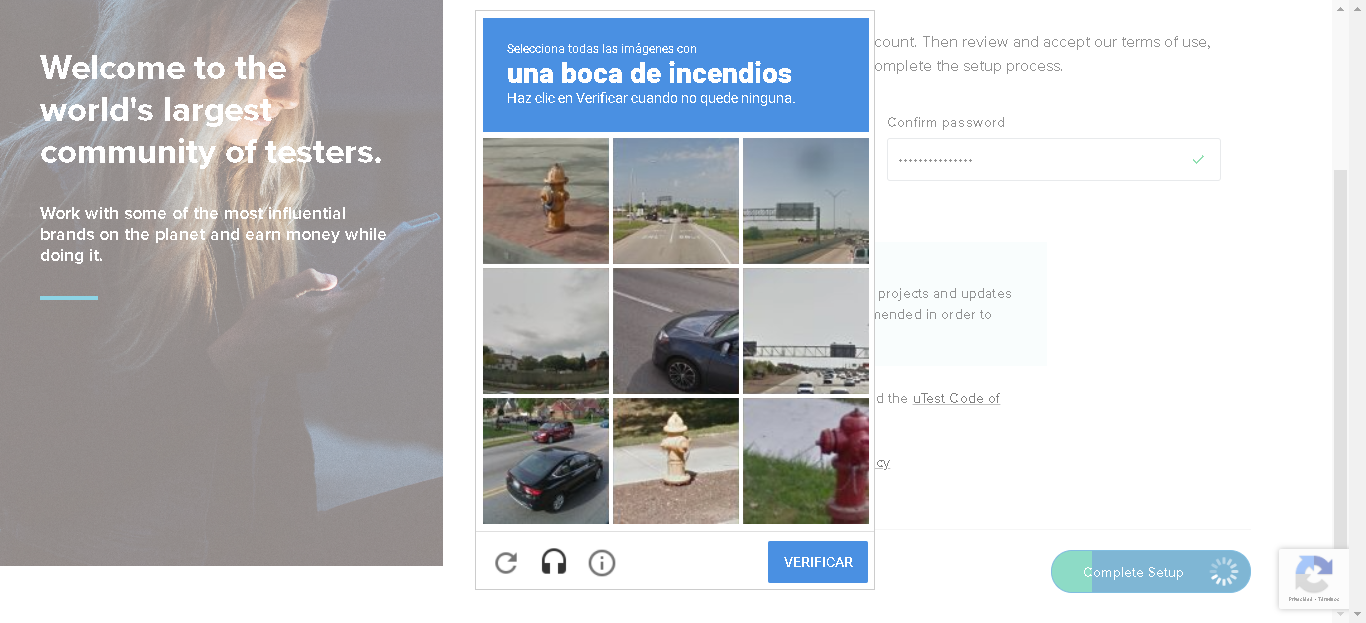 Welcome to the
world's largest
community of testers.
Work with some of the most influential
brands on the planet and earn money while
doing it.
Selecciona todas las imágenes con
una boca de incendios
Haz clic en Verificar cuando no quede ninguna.
VERIFICAR
count. Then review and accept our terms of use,
omplete the setup process.
Confirm password
projects and updates
mended in order to
d the uTest Code of
cy
Complete Setup
Privacidad - Términos